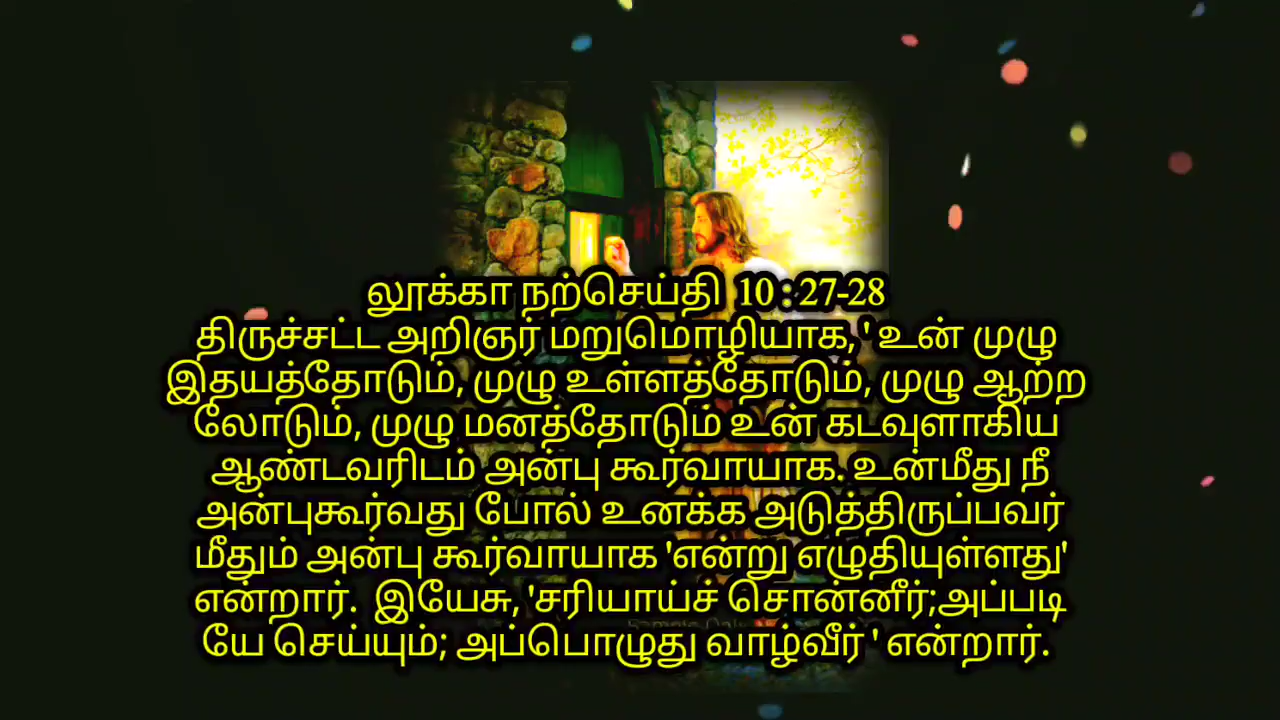 லூக்கா நற்செய்தி 10 : 27-28
திருச்சட்ட அறிஞர் மறுமொழியாக, ' உன் முழு
இதயத்தோடும், முழு உள்ளத்தோடும், முழு ஆற்ற
லோடும், முழு மனத்தோடும் உன் கடவுளாகிய
ஆண்டவரிடம் அன்பு கூர்வாயாக. உன்மீது நீ
அன்புகூர்வது போல் உனக்க அடுத்திருப்பவர்
மீதும் அன்பு கூர்வாயாக 'என்று எழுதியுள்ளது'
என்றார். இயேசு, 'சரியாய்ச் சொன்னீர்;அப்படி
யே செய்யும்; அப்பொழுது வாழ்வீர் ' என்றார்.